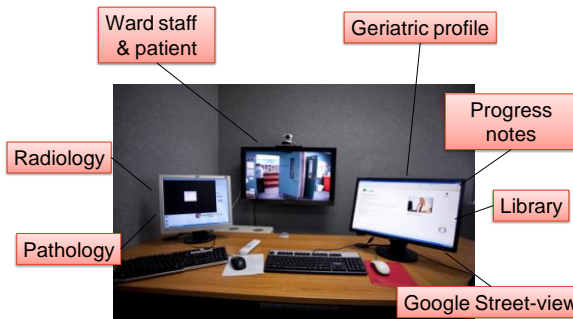 Ward staff
& patient
Geriatric profile
Progress
notes
Radiology
Library
Pathology
Google Street-view